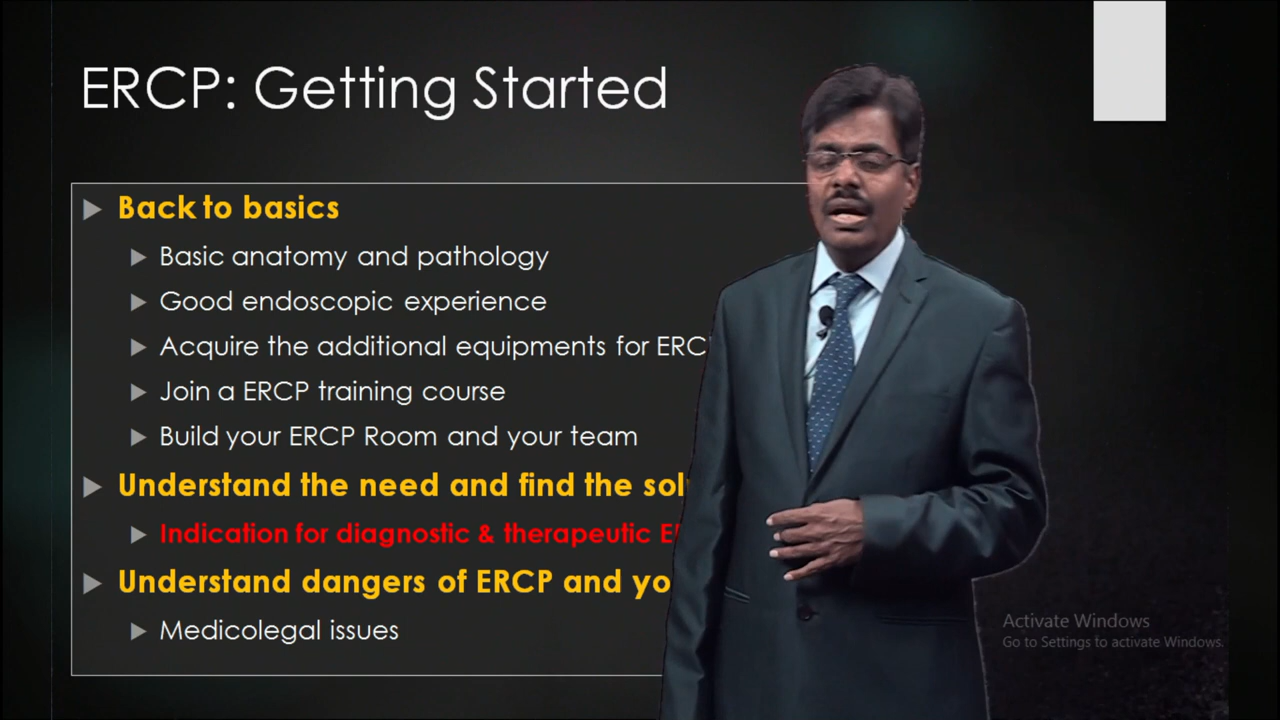 ERCP: Getting Started
Back to basics
Basic anatomy and pathology
Good endoscopic experience
Acquire the additional equipments for ERC
Join a ERCP training course
Build your ERCP Room and your team
Understand the need and find the
Indication for diagnostic & therapeutic
Understand dangers of ERCP and
Medicolegal issues
Activate Windows
Go to Settings to activate Windows.